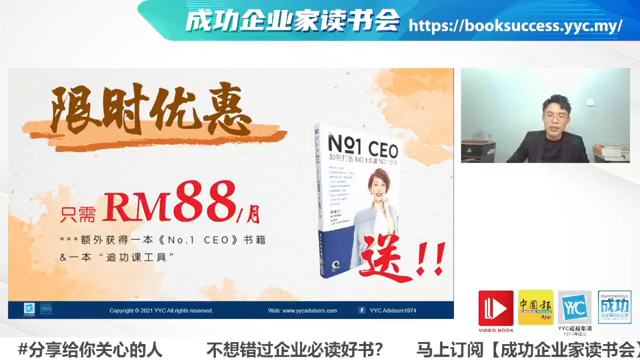 成功企业家读书会 https://booksuccess.yyc.my/
限时优惠
只需 RM88/月
***额外获得一本《No.1 CEO》书籍
&一本 “追功课工具”
№1 CEO
送!!
Copyright © 2021 YYC All rights reserved.
Web: www.yycadvisors.com
YYC Advisors1974
VIDEO BOOK
中国报
App
YYC
成功
#分享给你关心的人 不想错过企业必读好书? 马上订阅【成功企业家读书会